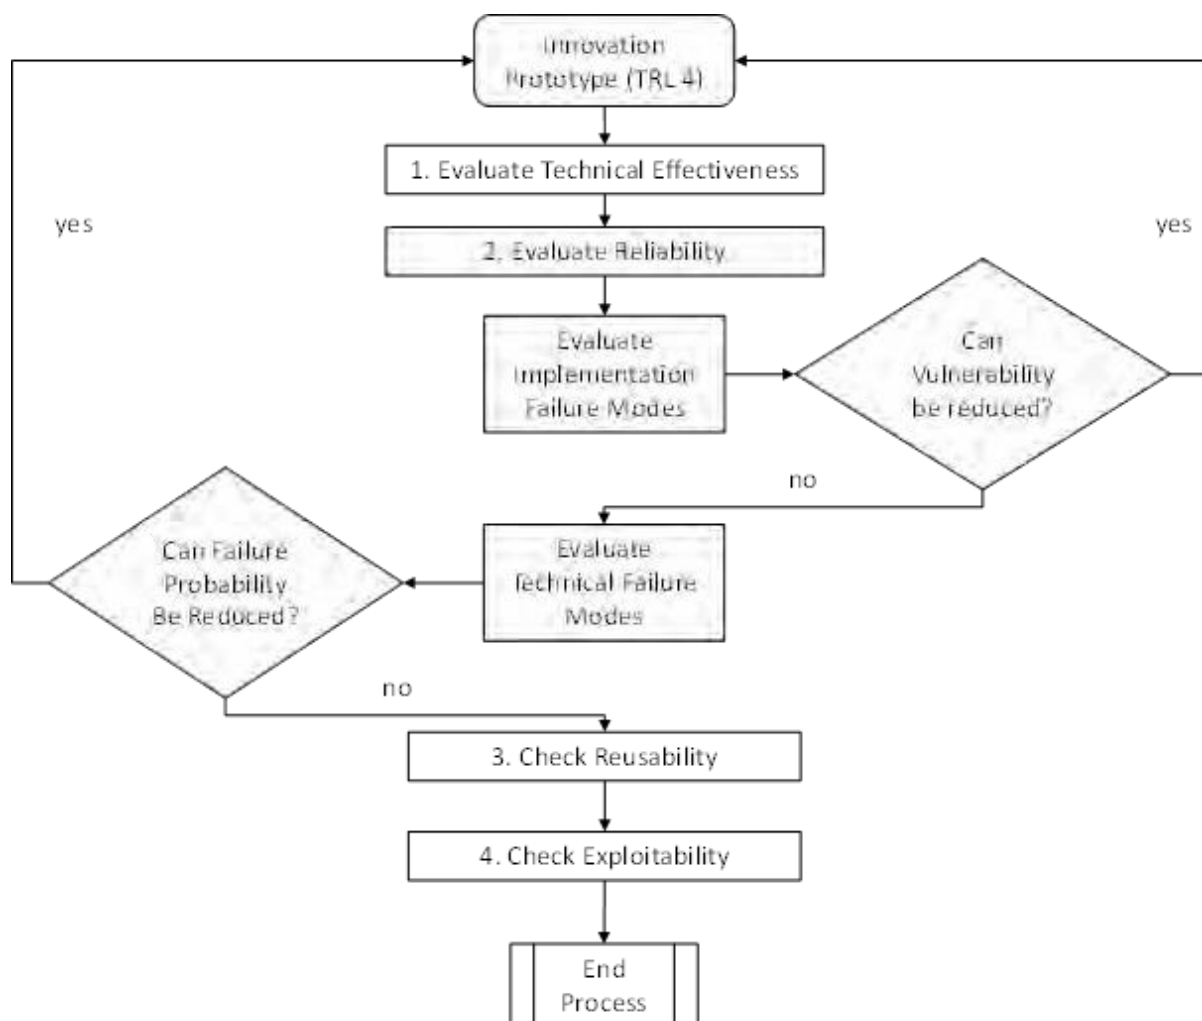 Innovation
Prototype (TRL 4)
1. Evaluate Technical Effectiveness
yes
yes
2. Evaluate Reliability
Evaluate
Implementation
Failure Modes
Can
Vulnerability
be reduced?
no
Can Failure
Probability
Be Reduced?
Evaluate
Technical Failure
Modes
no
3. Check Reusability
4. Check Exploitability
End
Process